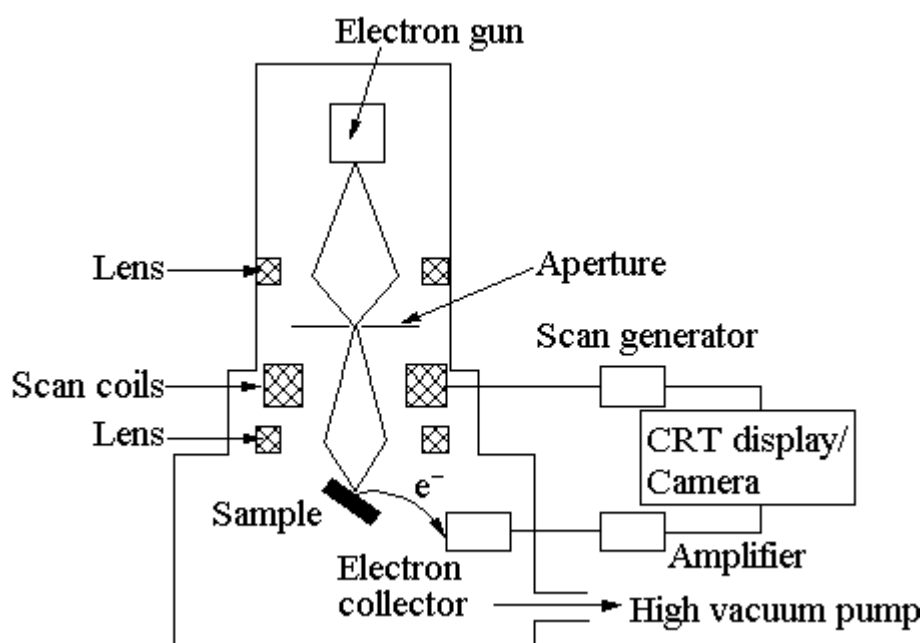 Electron gun
Lens
Aperture
Scan generator
Scan coils
Lens
CRT display/
Camera
e⁻
Sample
Amplifier
Electron
collector
High vacuum pump